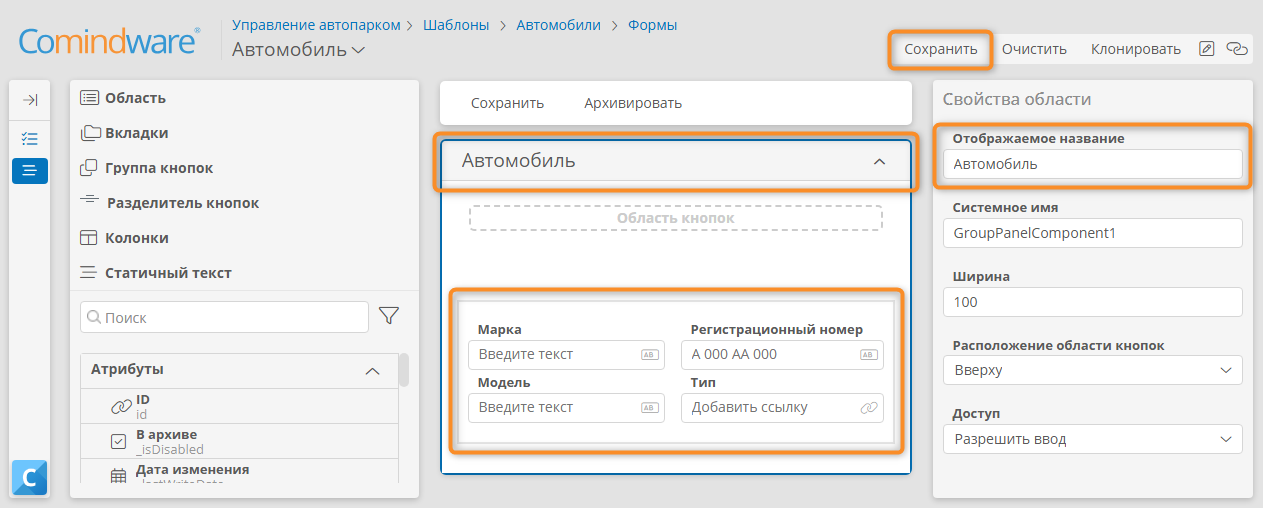 Comindware®
Управление автопарком > Шаблоны > Автомобили > Формы
Автомобиль
Сохранить Очистить Клонировать
Область
Вкладки
Группа кнопок
Разделитель кнопок
Колонки
Статичный текст
Поиск
Атрибуты
ID
id
В архиве
_isDisabled
Дата изменения
_lastWriteDate
C
Сохранить Архивировать
Автомобиль
Область кнопок
Марка Регистрационный номер
Введите текст AB А 000 АА 000 AB
Модель Тип
Введите текст AB Добавить ссылку
Свойства области
Отображаемое название
Автомобиль
Системное имя
GroupPanelComponent1
Ширина
100
Расположение области кнопок
Вверху
Доступ
Разрешить ввод